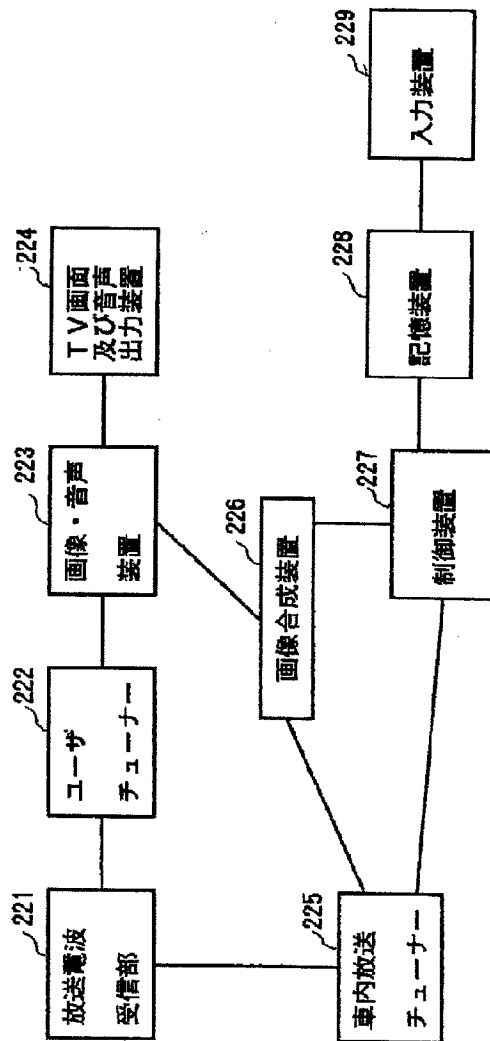 221
放送電波
受信部
222
ユーザ
チューナー
223
画像・音声
装置
224
TV画面
及び音声
出力装置
225
車内放送
チューナー
226
画像合成装置
227
制御装置
228
記憶装置
229
入力装置